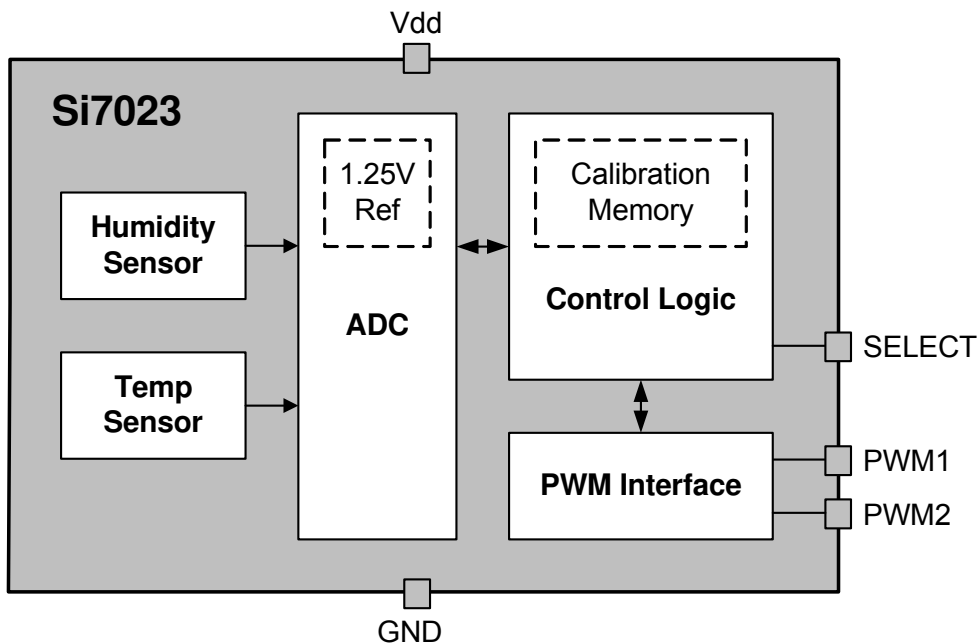 Vdd
Si7023
1.25V
Ref
Calibration
Memory
Humidity
Sensor
ADC
Control Logic
SELECT
Temp
Sensor
PWM Interface
PWM1
PWM2
GND